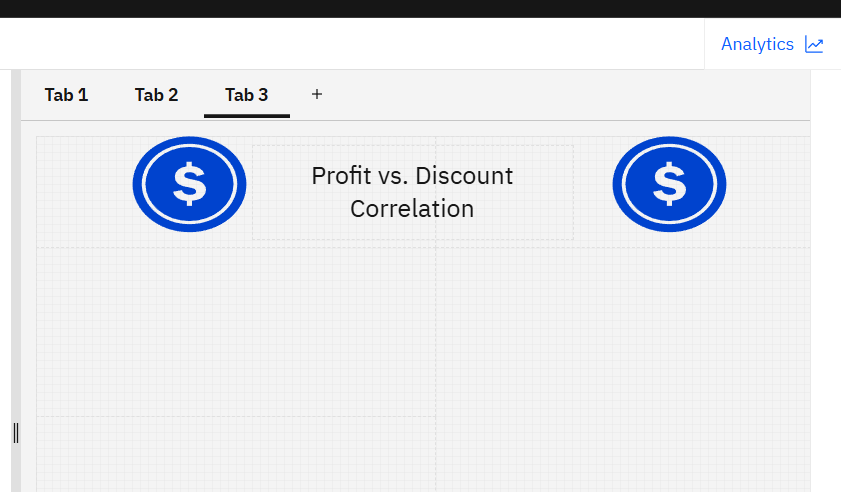 Analytics
Tab 1 Tab 2 Tab 3 +
$ Profit vs. Discount $
Correlation